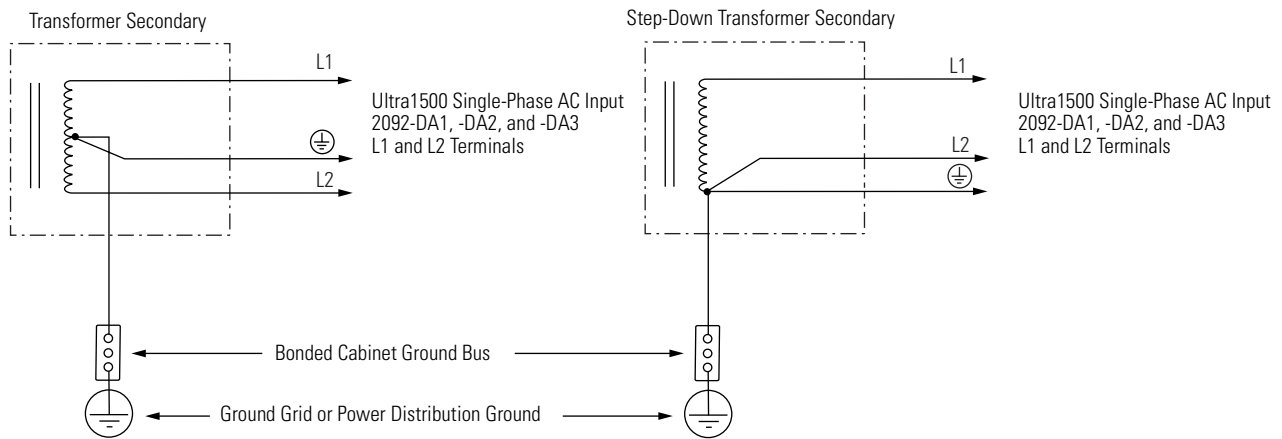 Transformer Secondary
L1
L2
Ultra1500 Single-Phase AC Input
2092-DA1, -DA2, and -DA3
L1 and L2 Terminals
Step-Down Transformer Secondary
L1
L2
Ultra1500 Single-Phase AC Input
2092-DA1, -DA2, and -DA3
L1 and L2 Terminals
Bonded Cabinet Ground Bus
Ground Grid or Power Distribution Ground